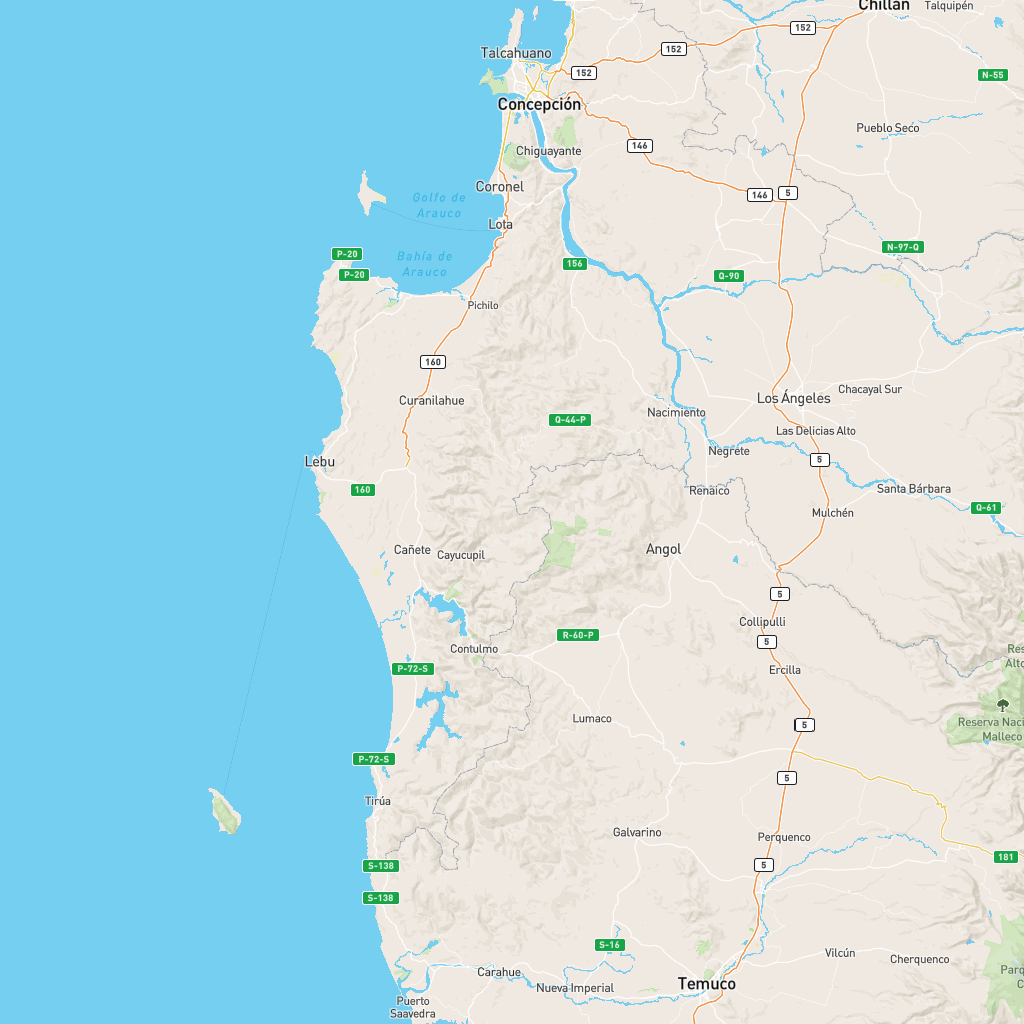 Chillán
Talquipén
152
152
Talcahuano
152
N-55
Concepción
Pueblo Seco
146
Chiguayante
Coronel
146
5
Golfo de
Arauco
Lota
P-20
N-97-Q
Bahía de
Arauco
156
P-20
Q-90
Pichilo
160
Chacayal Sur
Los Ángeles
Curanilahue
Nacimiento
Q-44-P
Las Delicias Alto
Negrete
Lebu
5
160
Renaico
Santa Bárbara
Q-61
Mulchén
Cañete
Cayucupil
Angol
5
Collipulli
R-60-P
5
Contulmo
Res
Alto
P-72-S
Ercilla
Lumaco
Reserva Naci
Malleco
5
P-72-S
5
Tirúa
Galvarino
Perquenco
181
S-138
5
S-138
S-16
Vilcún
Cherquenco
Carahue
Parq
C
Nueva Imperial
Temuco
Puerto
Saavedra